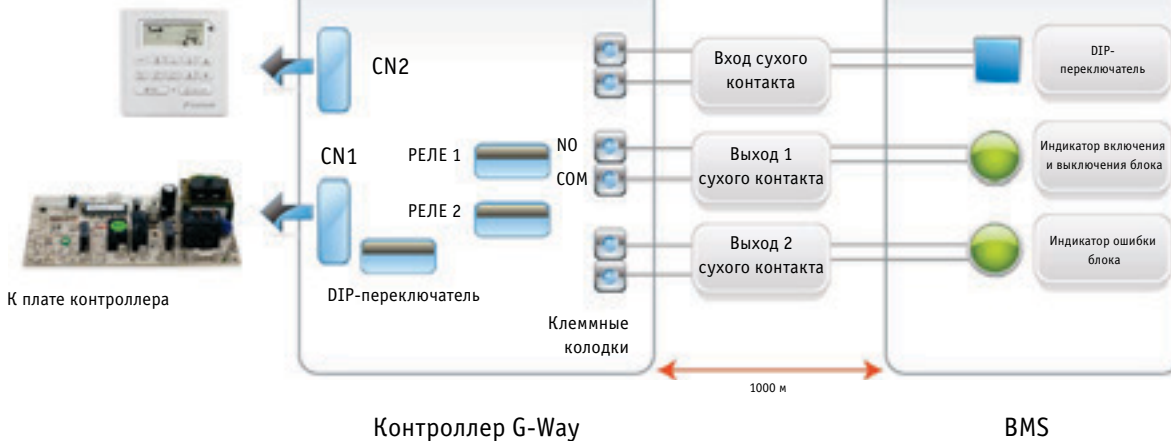 CN2
Вход сухого
контакта
DIP-
переключатель
CN1
РЕЛЕ 1
NO
COM
Выход 1
сухого контакта
Индикатор включения
и выключения блока
РЕЛЕ 2
Выход 2
сухого контакта
Индикатор ошибки
блока
К плате контроллера
DIP-переключатель
Клеммные
колодки
1000 м
Контроллер G-Way
BMS